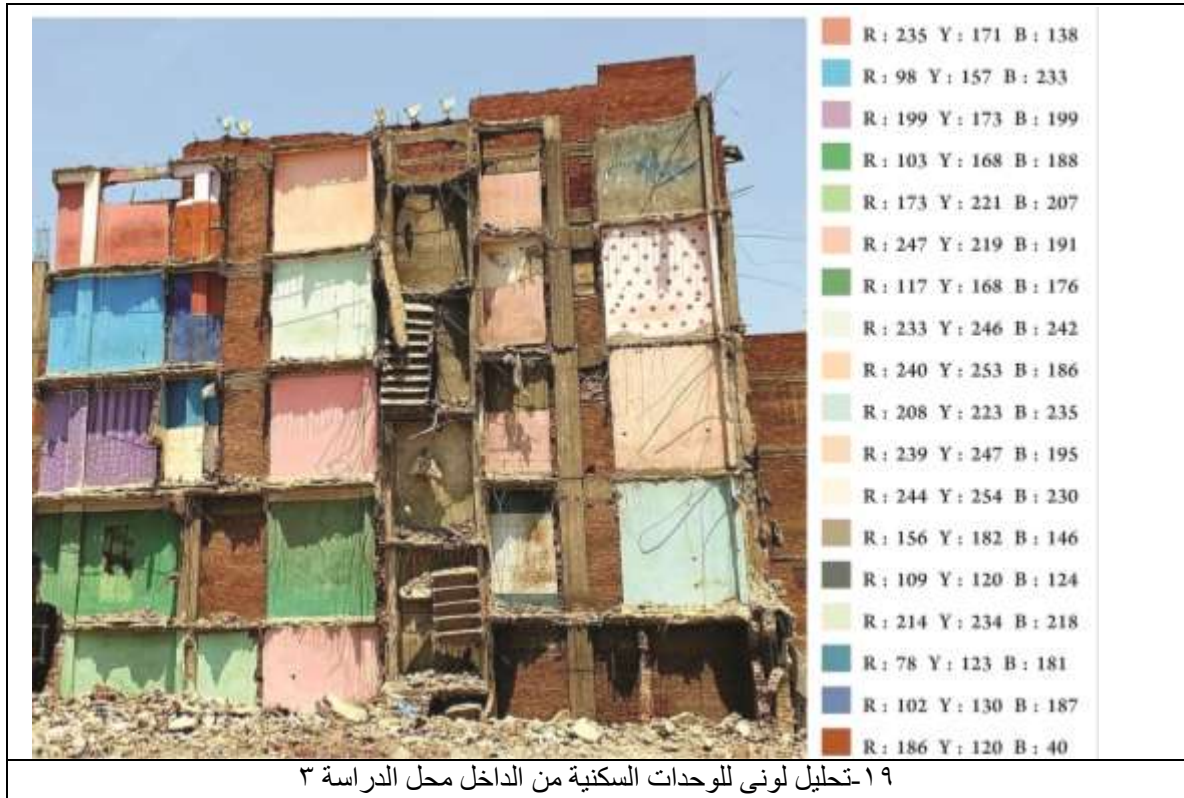 R : 235 Y : 171 B : 138
R : 98 Y : 157 B : 233
R : 199 Y : 173 B : 199
R : 103 Y : 168 B : 188
R : 173 Y : 221 B : 207
R : 247 Y : 219 B : 191
R : 117 Y : 168 B : 176
R : 233 Y : 246 B : 242
R : 240 Y : 253 B : 186
R : 208 Y : 223 B : 235
R : 239 Y : 247 B : 195
R : 244 Y : 254 B : 230
R : 156 Y : 182 B : 146
R : 109 Y : 120 B : 124
R : 214 Y : 234 B : 218
R : 78 Y : 123 B : 181
R : 102 Y : 130 B : 187
R : 186 Y : 120 B : 40
١٩-تحليل لونى للوحدات السكنية من الداخل محل الدراسة ٣